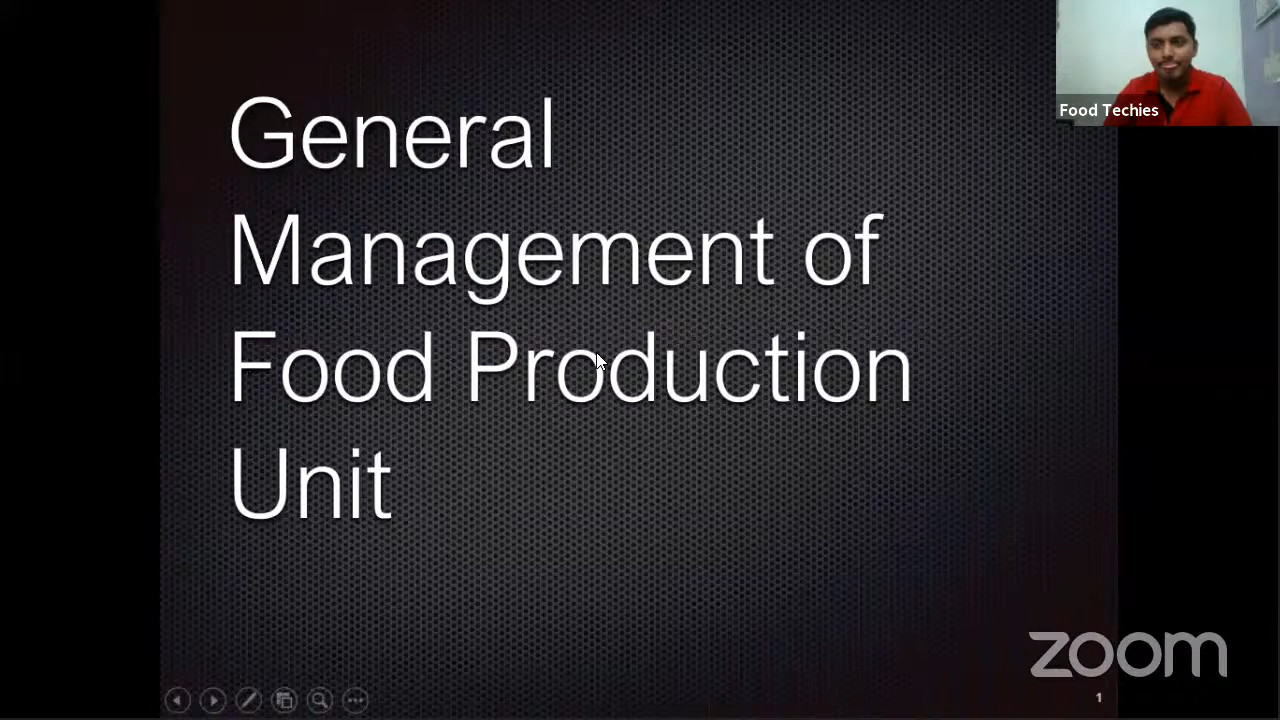 General
Management of
Food Production
Unit
Food Techies
zoom
1